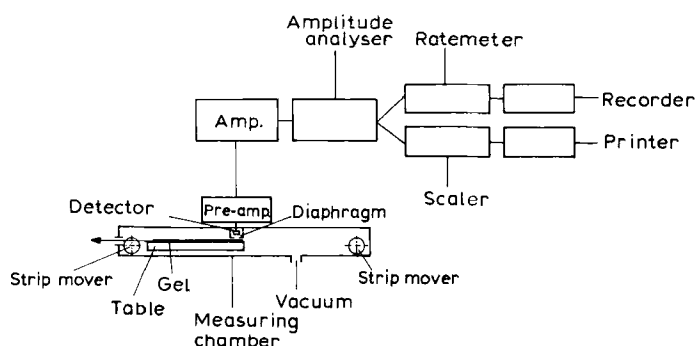 Amplitude
analyser
Ratemeter
Recorder
Amp.
Printer
Scaler
Detector
Pre-amp.
Diaphragm
Strip mover
Table
Gel
Measuring
chamber
Vacuum
Strip mover